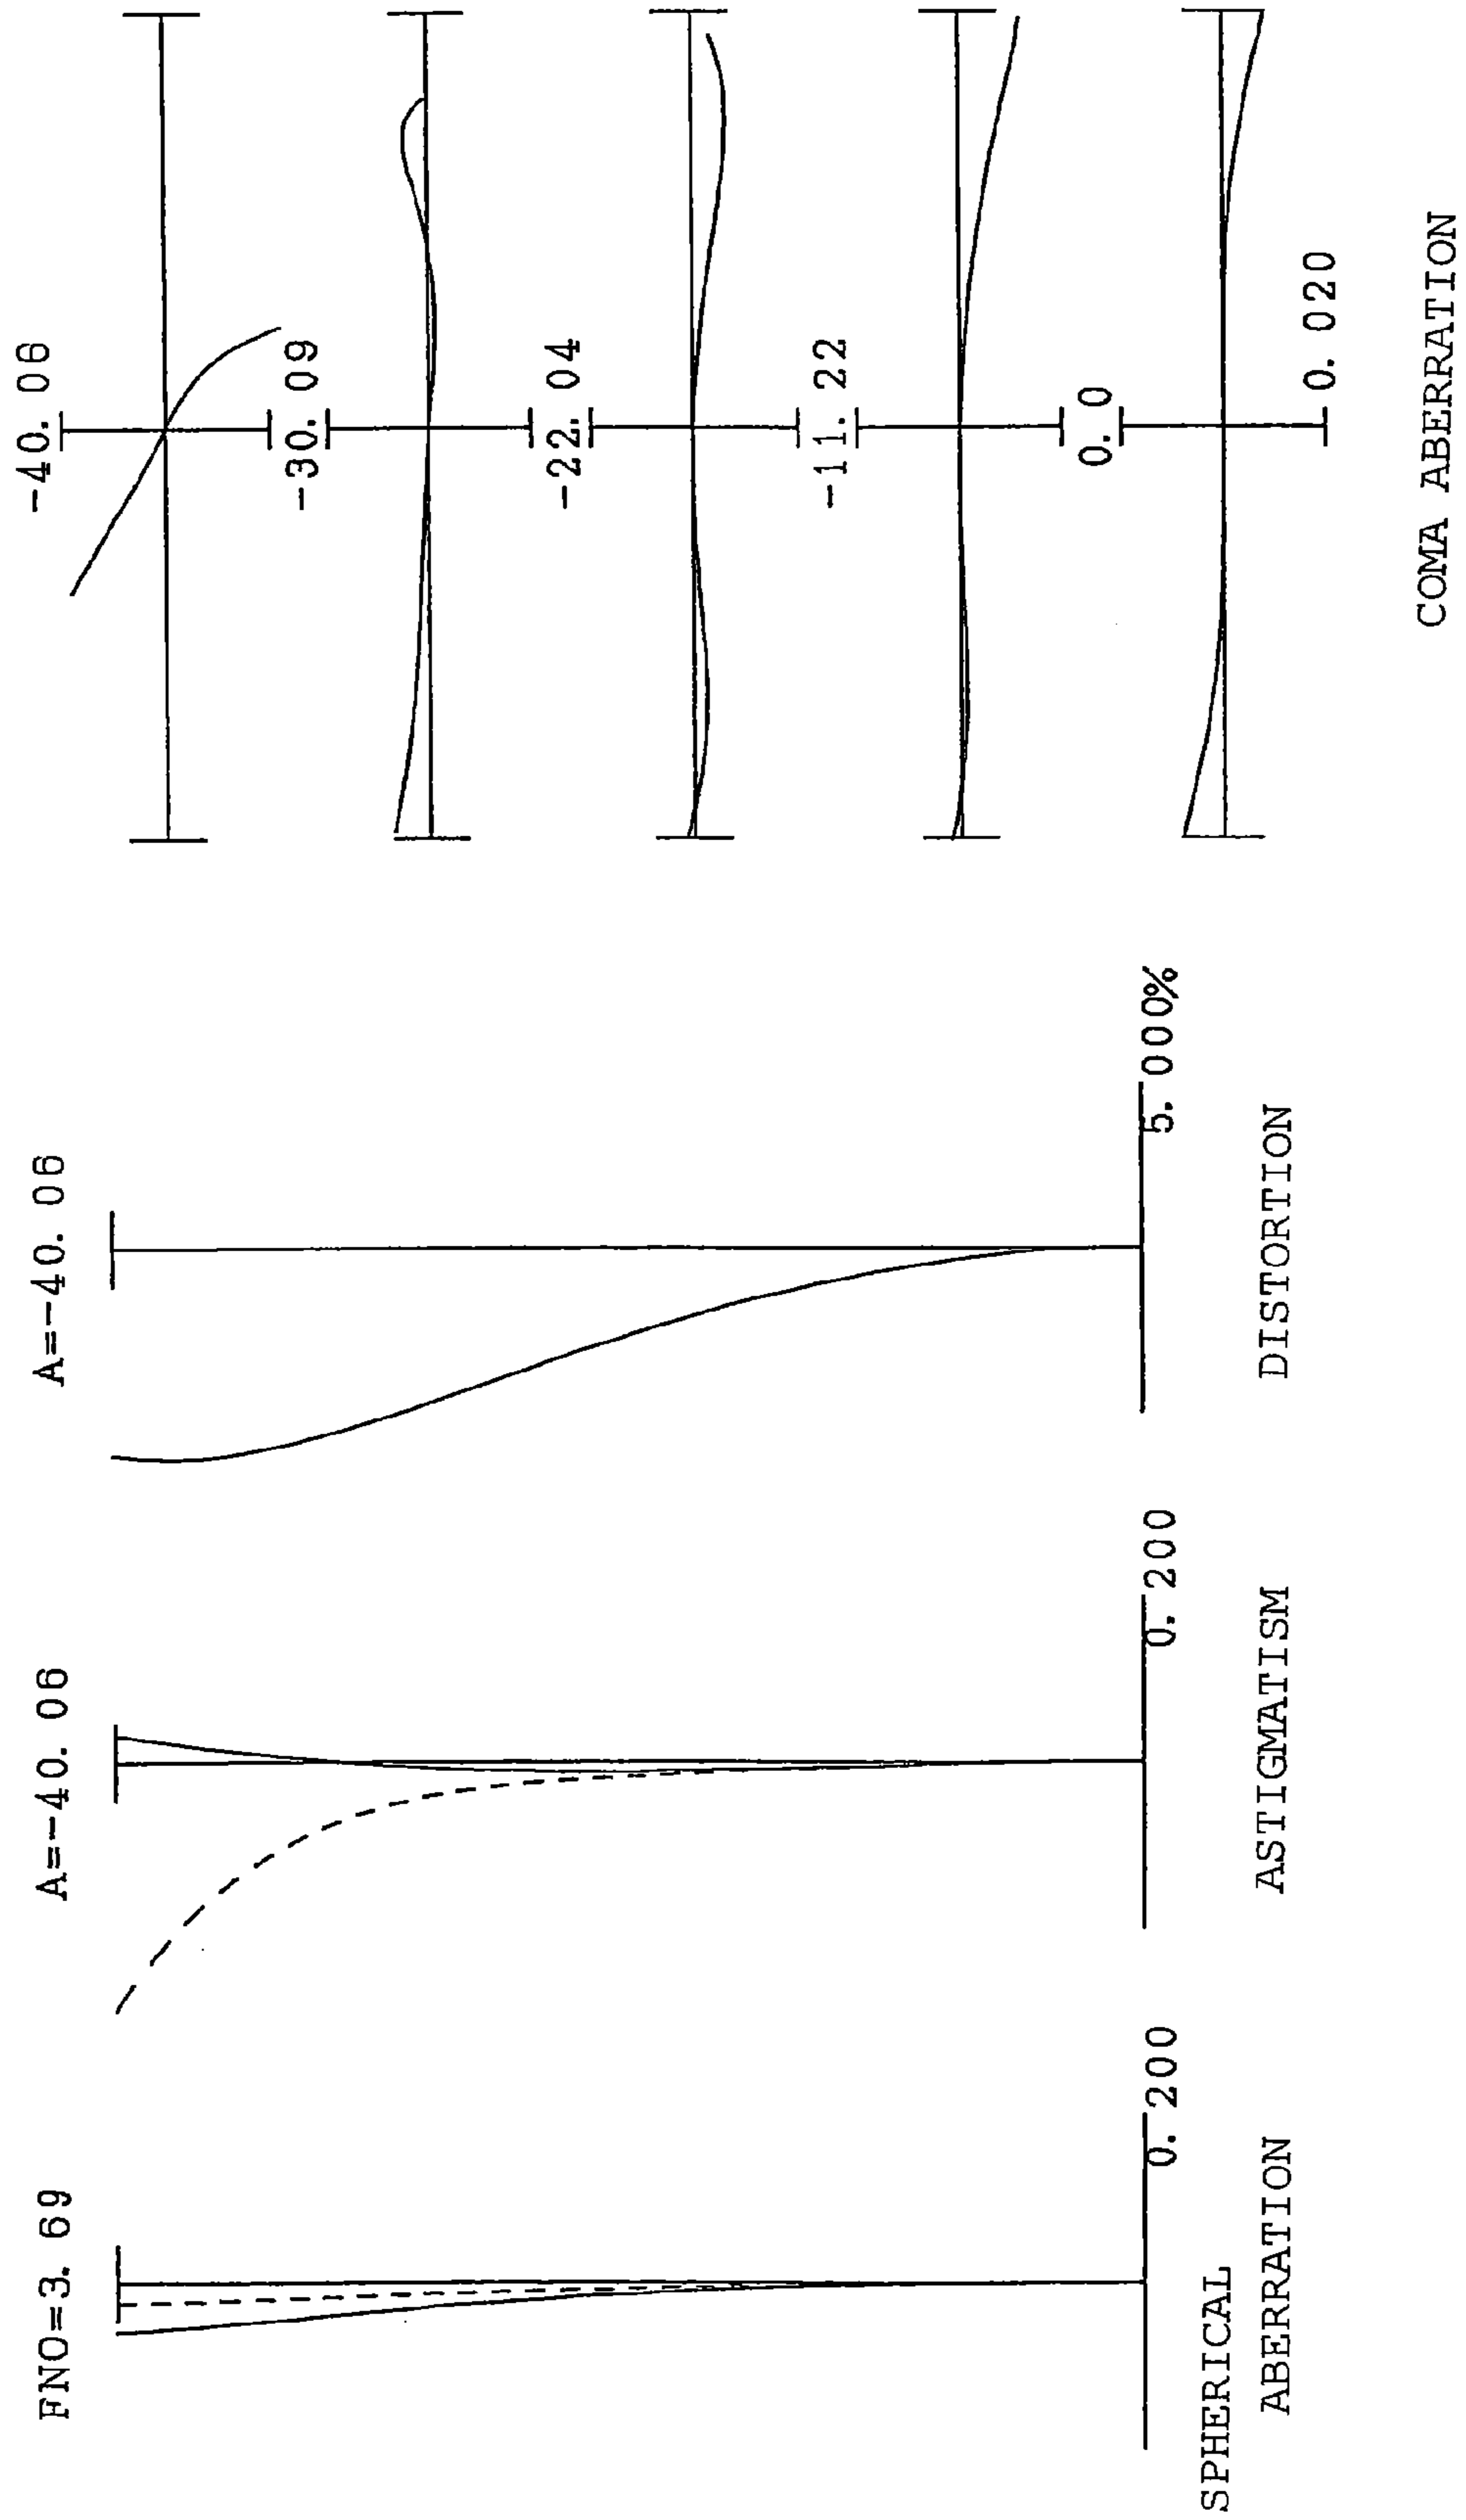 FNO=3. 69
0. 200
SPHERICAL
ABERRATION
A=-40. 06
0. 200
ASTIGMATISM
A=-40. 06
5. 000%
DISTORTION
-40. 06
-30. 09
-22. 04
-11. 22
0. 0
0. 020
COMA ABERRATION